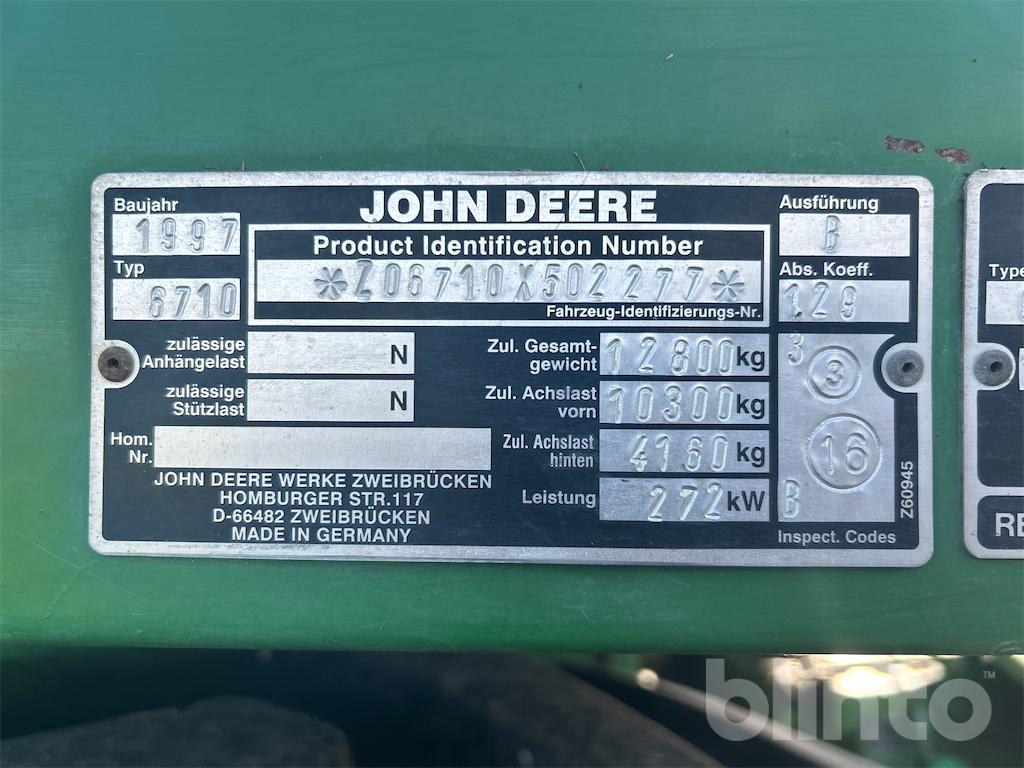 JOHN DEERE
Baujahr
1997
Typ
6710
Product Identification Number
*Z06710X502277*
Fahrzeug-Identifizierungs-Nr.
Ausführung
B
Abs. Koeff.
1.29
zulässige
Anhängelast
N
zulässige
Stützlast
N
Hom.
Nr.
Zul. Gesamt-
gewicht
12800 kg
Zul. Achslast
vorn
10300 kg
Zul. Achslast
hinten
4160 kg
Leistung
272 kW
3
3
16
B
Inspect. Codes
Z60945
JOHN DEERE WERKE ZWEIBRÜCKEN
HOMBURGER STR.117
D-66482 ZWEIBRÜCKEN
MADE IN GERMANY
Type
RE
blinto™